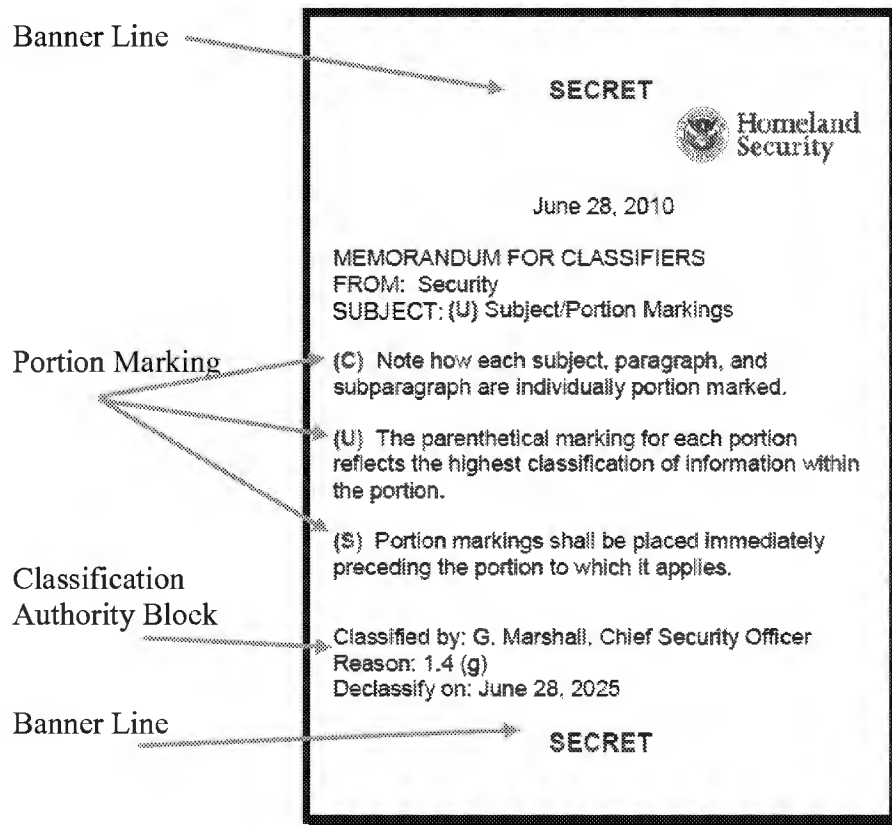 Banner Line
SECRET
Homeland
Security
June 28, 2010
MEMORANDUM FOR CLASSIFIERS
FROM: Security
SUBJECT: (U) Subject/Portion Markings
Portion Marking
(C) Note how each subject, paragraph, and
subparagraph are individually portion marked.
(U) The parenthetical marking for each portion
reflects the highest classification of information within
the portion.
(S) Portion markings shall be placed immediately
preceding the portion to which it applies.
Classification
Authority Block
Classified by: G. Marshall, Chief Security Officer
Reason: 1.4 (g)
Declassify on: June 28, 2025
Banner Line
SECRET